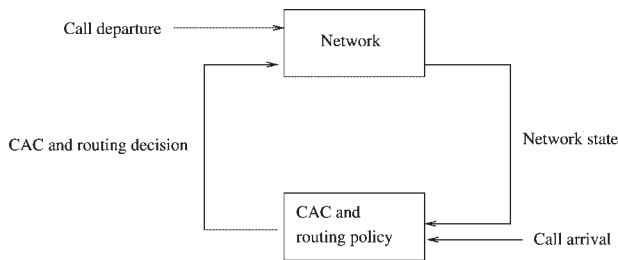 Call departure
Network
CAC and routing decision
Network state
CAC and
routing policy
Call arrival